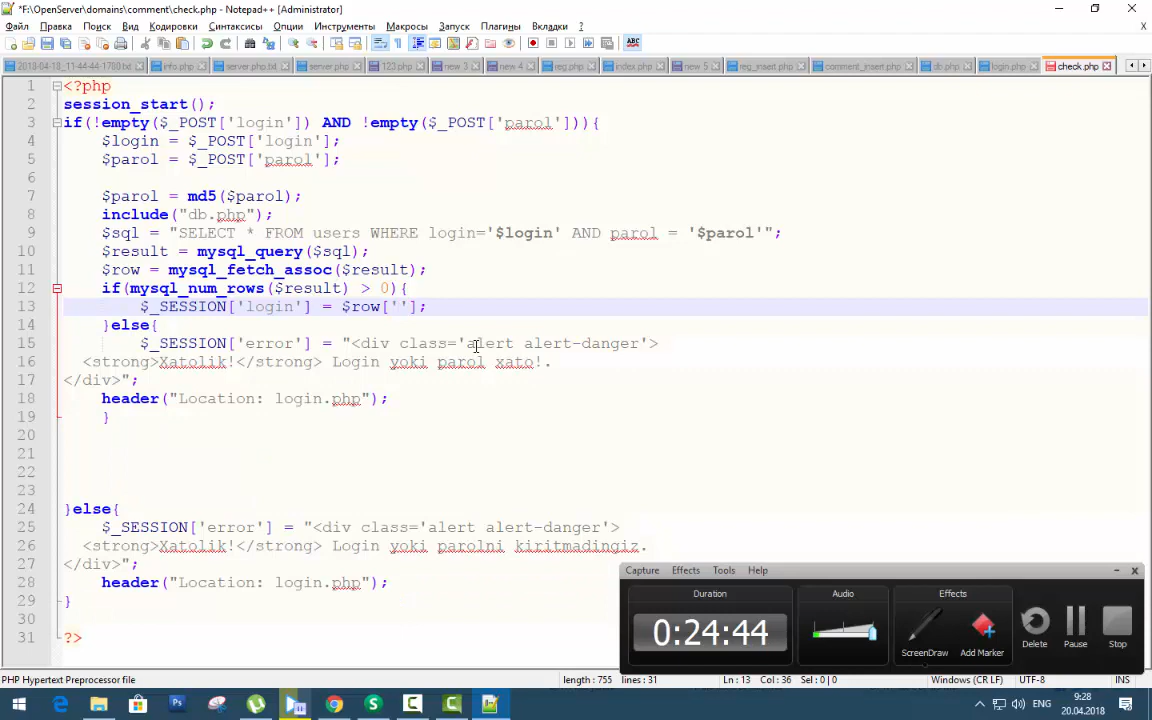 *F:\OpenServer\domains\comment\check.php - Notepad++ [Administrator]
Файл Правка Поиск Вид Кодировки Синтаксисы Опции Инструменты Макросы Запуск Плагины Вкладки ? X
2018-04-18_11-44-44-1780.txt info.php server.php.txt server.php 123.php new 3 new 4 reg.php index.php new 5 reg_insert.php comment_insert.php db.php login.php check.php
1 <?php
2 session_start();
3 if(!empty($_POST['login']) AND !empty($_POST['parol'])){
4 $login = $_POST['login'];
5 $parol = $_POST['parol'];
6
7 $parol = md5($parol);
8 include("db.php");
9 $sql = "SELECT * FROM users WHERE login='$login' AND parol = '$parol'";
10 $result = mysql_query($sql);
11 $row = mysql_fetch_assoc($result);
12 if(mysql_num_rows($result) > 0){
13 $_SESSION['login'] = $row[''];
14 }else{
15 $_SESSION['error'] = "<div class='alert alert-danger'>
16 <strong>Xatolik!</strong> Login yoki parol xato!.
17 </div>";
18 header("Location: login.php");
19 }
20
21
22
23
24 }else{
25 $_SESSION['error'] = "<div class='alert alert-danger'>
26 <strong>Xatolik!</strong> Login yoki parolni kiritmadingiz.
27 </div>";
28 header("Location: login.php");
29 }
30
31 ?>
Capture Effects Tools Help
Duration Audio Effects
0:24:44
ScreenDraw Add Marker Delete Pause Stop
PHP Hypertext Preprocessor file length : 755 lines : 31 Ln : 13 Col : 36 Sel : 0 | 0 Windows (CR LF) UTF-8 INS
ENG 9:28
20.04.2018